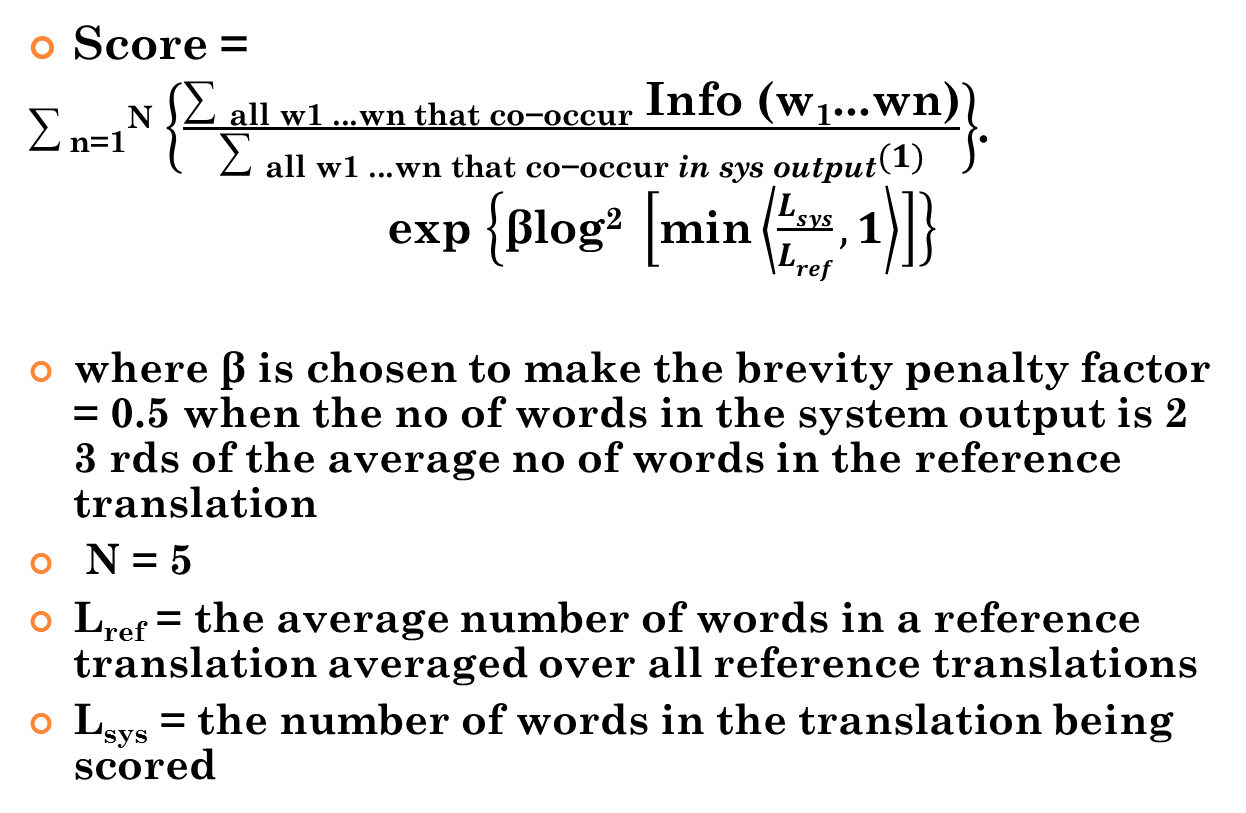 Score =
∑ n=1 N {∑ all w1 ...wn that co−occur Info (w1...wn) / ∑ all w1 ...wn that co−occur in sys output(1)}.
exp {βlog² [min ⟨Lsys/Lref, 1⟩]}
where β is chosen to make the brevity penalty factor
= 0.5 when the no of words in the system output is 2
3 rds of the average no of words in the reference
translation
N = 5
Lref = the average number of words in a reference
translation averaged over all reference translations
Lsys = the number of words in the translation being
scored